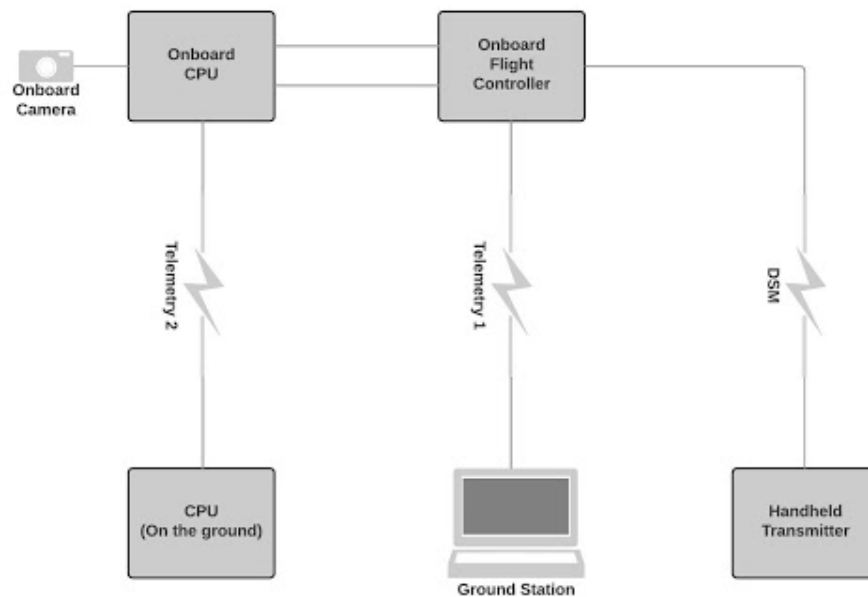 Onboard
CPU
Onboard
Flight
Controller
Onboard
Camera
Telemetry 2
Telemetry 1
DSM
CPU
(On the ground)
Ground Station
Handheld
Transmitter